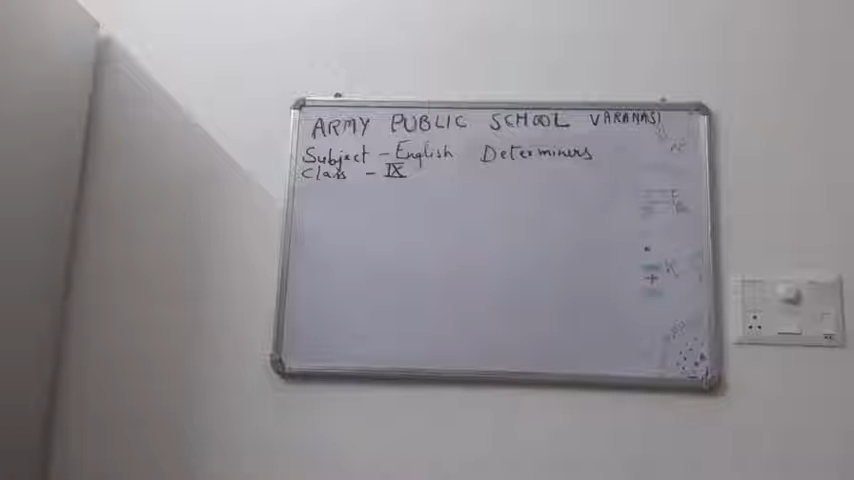 ARMY PUBLIC SCHOOL VARANASI
Subject - English Determiners
Class - IX